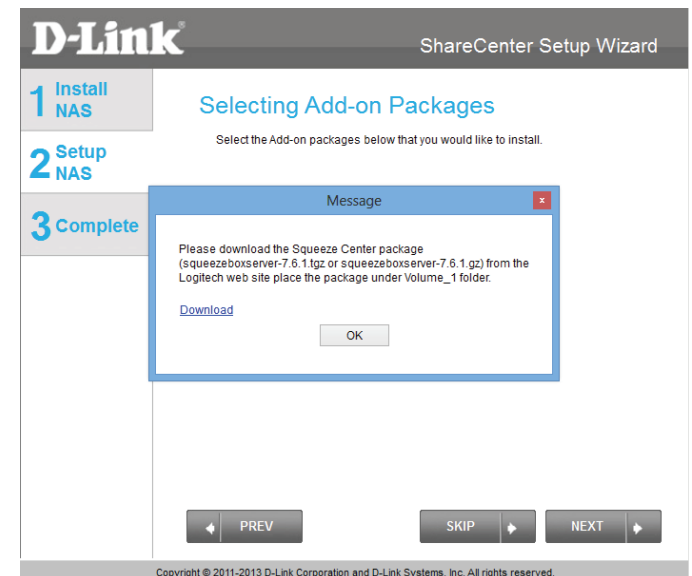 D-Link
ShareCenter Setup Wizard
1 Install
NAS
2 Setup
NAS
3 Complete
Selecting Add-on Packages
Select the Add-on packages below that you would like to install.
Message
x
Please download the Squeeze Center package
(squeezeboxserver-7.6.1.tgz or squeezeboxserver-7.6.1.gz) from the
Logitech web site place the package under Volume_1 folder.
Download
OK
PREV
SKIP
NEXT
Copyright © 2011-2013 D-Link Corporation and D-Link Systems, Inc. All rights reserved.